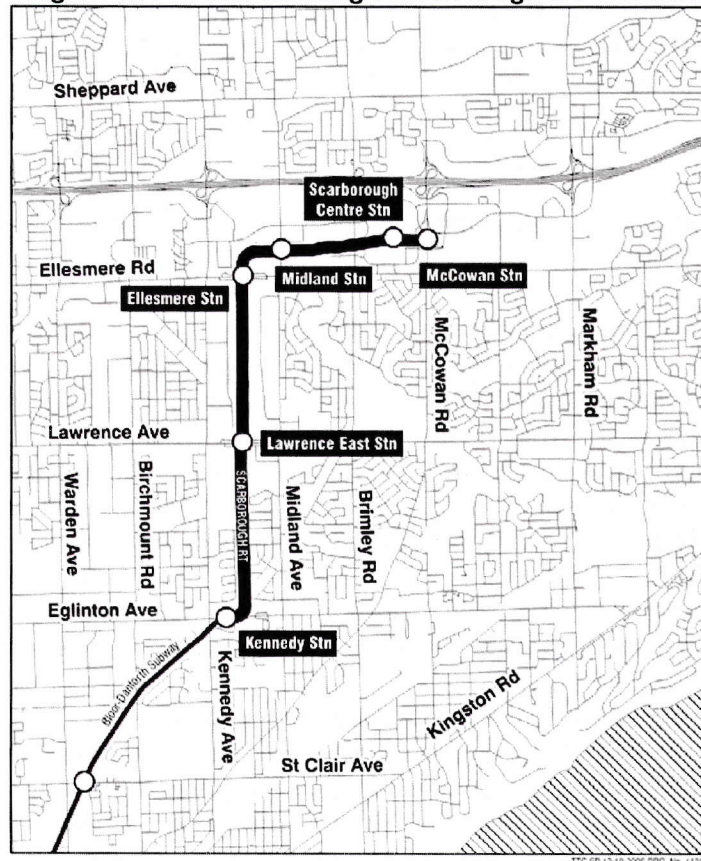 Sheppard Ave
Scarborough
Centre Stn
Ellesmere Rd
Midland Stn
McCowan Stn
Ellesmere Stn
McCowan Rd
Markham Rd
Lawrence Ave
Lawrence East Stn
Warden Ave
Birchmount Rd
SCARBOROUGH RT
Midland Ave
Brimley Rd
Eglinton Ave
Kennedy Stn
Bloor-Danforth Subway
Kennedy Ave
Kingston Rd
St Clair Ave